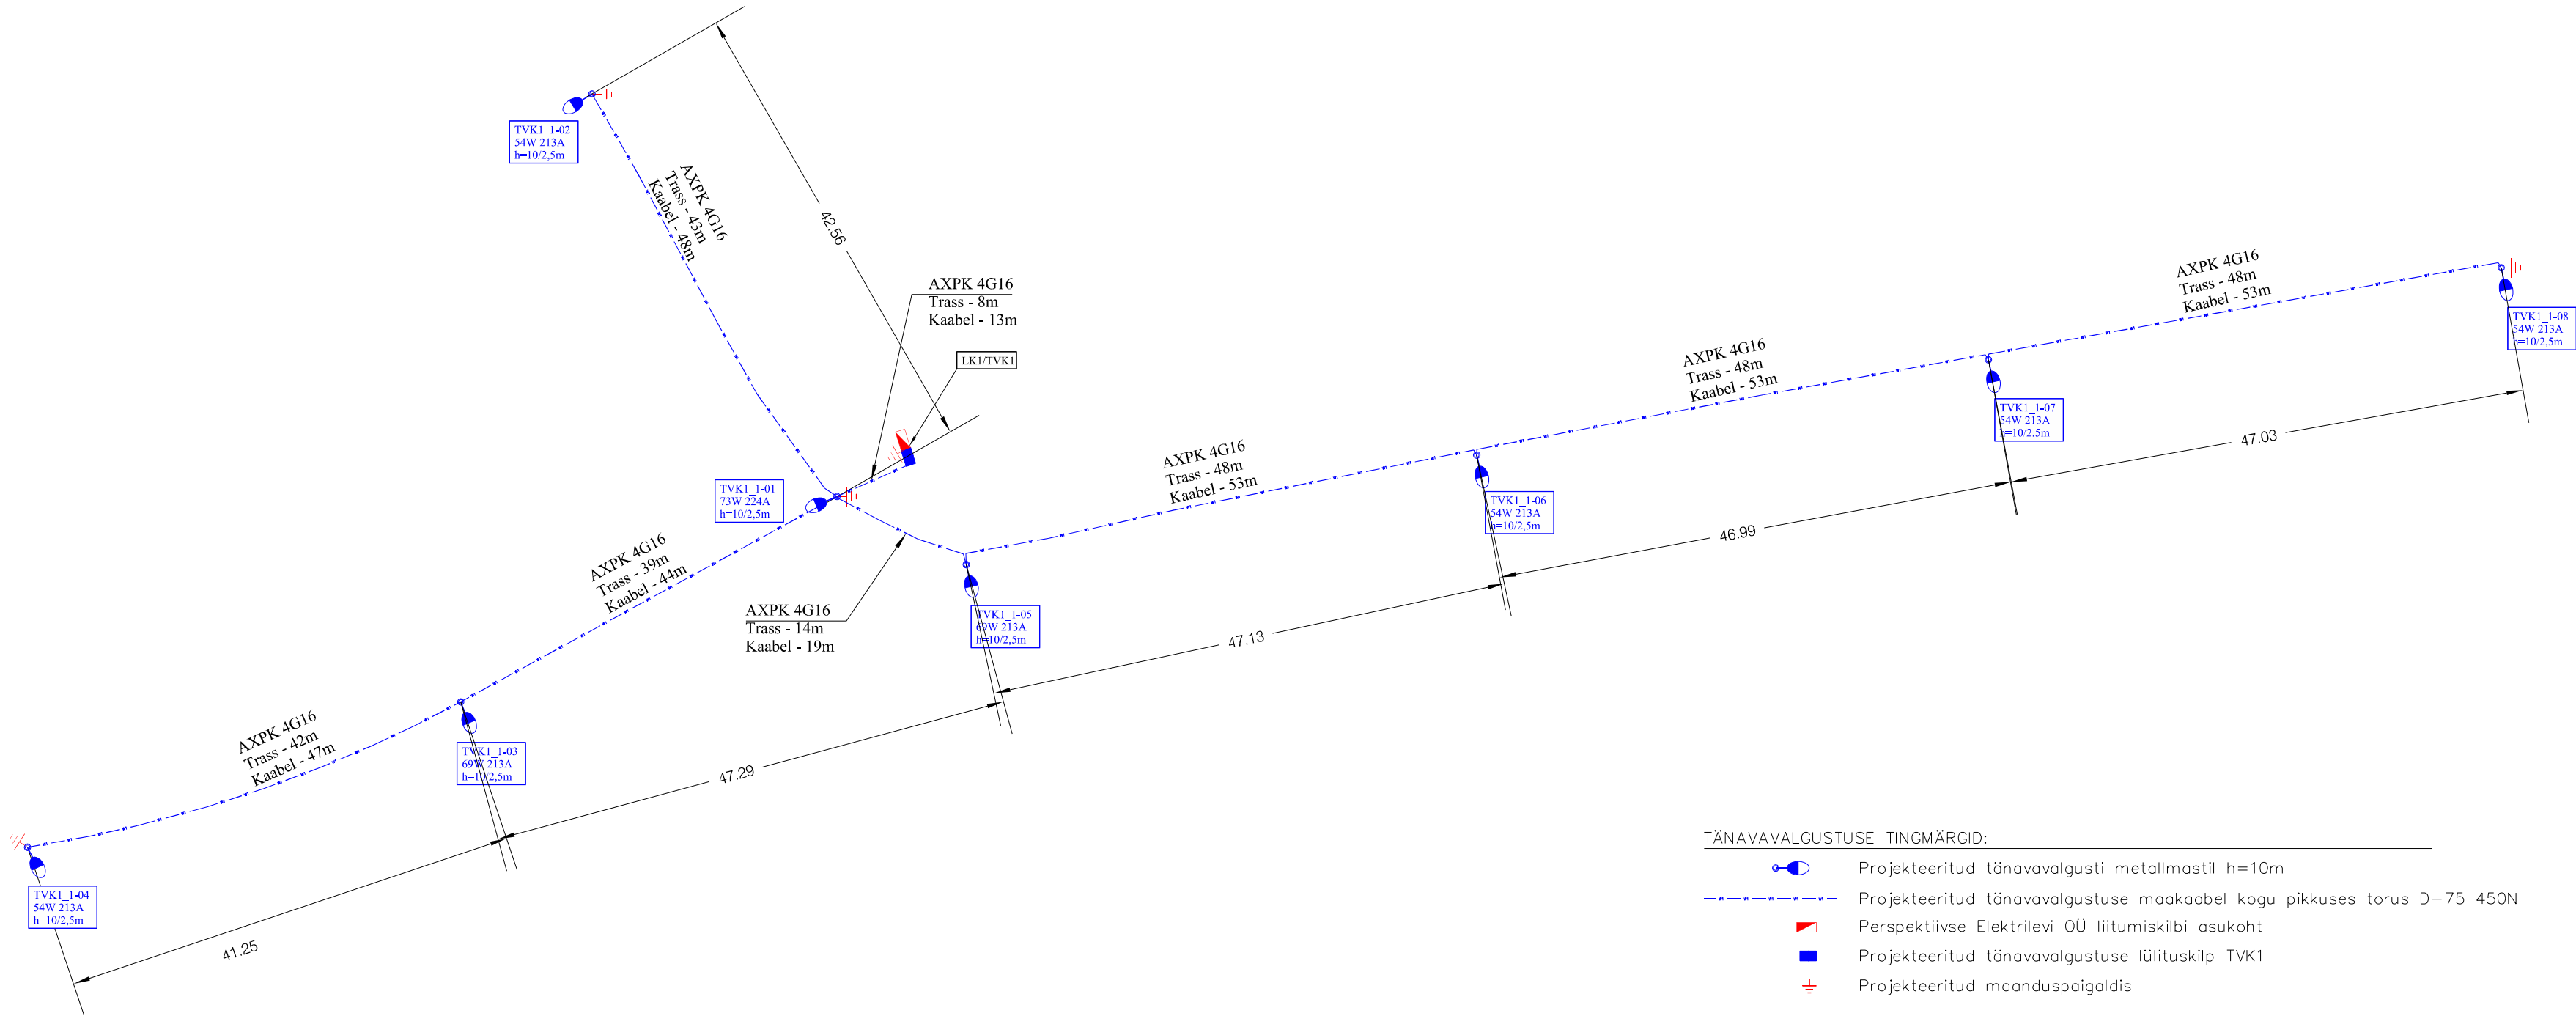 TVK1_1-02
54W 213A
h=10/2,5m
AXPK 4G16
Trass - 43m
Kaabel - 48m
42.56
AXPK 4G16
Trass - 8m
Kaabel - 13m
LK1/TVK1
TVK1_1-01
73W 224A
h=10/2,5m
AXPK 4G16
Trass - 48m
Kaabel - 53m
TVK1_1-08
54W 213A
h=10/2,5m
AXPK 4G16
Trass - 48m
Kaabel - 53m
TVK1_1-07
54W 213A
h=10/2,5m
47.03
AXPK 4G16
Trass - 48m
Kaabel - 53m
TVK1_1-06
54W 213A
h=10/2,5m
46.99
AXPK 4G16
Trass - 39m
Kaabel - 44m
AXPK 4G16
Trass - 14m
Kaabel - 19m
TVK1_1-05
69W 213A
h=10/2,5m
47.13
AXPK 4G16
Trass - 42m
Kaabel - 47m
TVK1_1-03
69W 213A
h=10/2,5m
47.29
TVK1_1-04
54W 213A
h=10/2,5m
41.25
TÄNAVAVALGUSTUSE TINGMÄRGID:
Projekteeritud tänavavalgusti metallmastil h=10m
Projekteeritud tänavavalgustuse maakaabel kogu pikkuses torus D-75 450N
Perspektiivse Elektrilevi OÜ liitumiskilbi asukoht
Projekteeritud tänavavalgustuse lülituskilp TVK1
Projekteeritud maanduspaigaldis